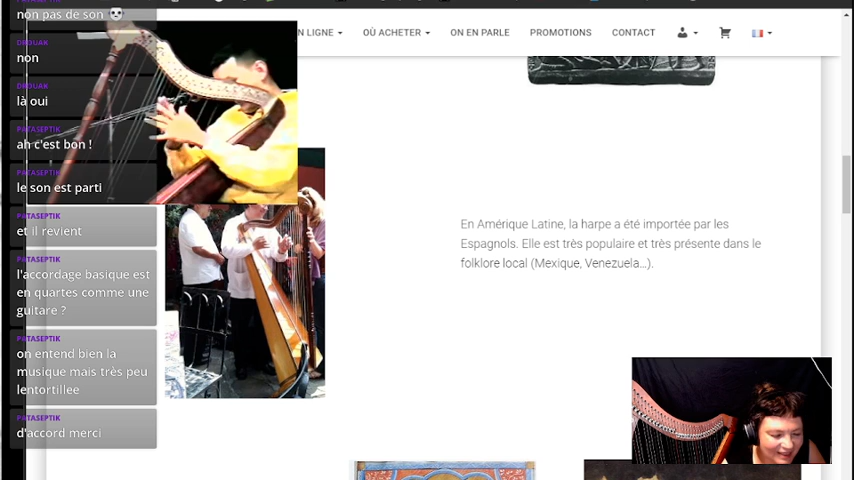 non pas de son 💀
DROUAK
non
DROUAK
là oui
PATASEPTIK
ah c'est bon !
PATASEPTIK
le son est parti
PATASEPTIK
et il revient
PATASEPTIK
l'accordage basique est
en quartes comme une
guitare ?
PATASEPTIK
on entend bien la
musique mais très peu
lentortillee
PATASEPTIK
d'accord merci
N LIGNE
OÙ ACHETER
ON EN PARLE
PROMOTIONS
CONTACT
En Amérique Latine, la harpe a été importée par les
Espagnols. Elle est très populaire et très présente dans le
folklore local (Mexique, Venezuela...).